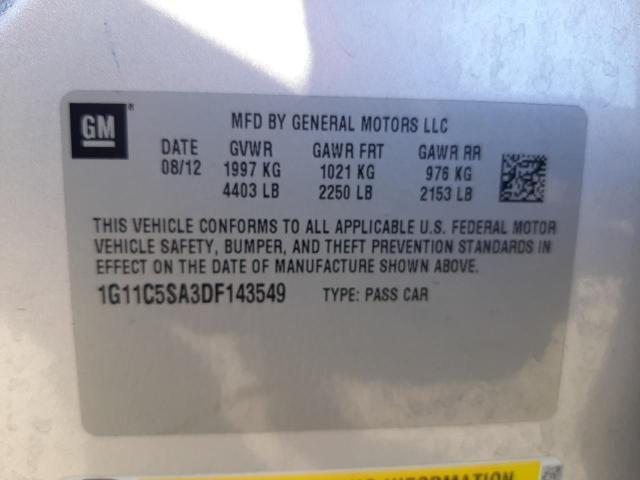 GM
MFD BY GENERAL MOTORS LLC
DATE GVWR GAWR FRT GAWR RR
08/12 1997 KG 1021 KG 976 KG
4403 LB 2250 LB 2153 LB
THIS VEHICLE CONFORMS TO ALL APPLICABLE U.S. FEDERAL MOTOR
VEHICLE SAFETY, BUMPER, AND THEFT PREVENTION STANDARDS IN
EFFECT ON THE DATE OF MANUFACTURE SHOWN ABOVE.
1G11C5SA3DF143549 TYPE: PASS CAR
INFORMATION